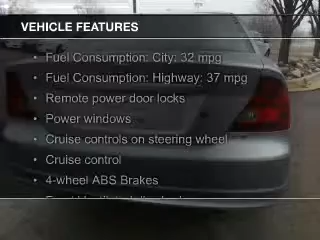 VEHICLE FEATURES
• Fuel Consumption: City: 32 mpg
• Fuel Consumption: Highway: 37 mpg
• Remote power door locks
• Power windows
• Cruise controls on steering wheel
• Cruise control
• 4-wheel ABS Brakes